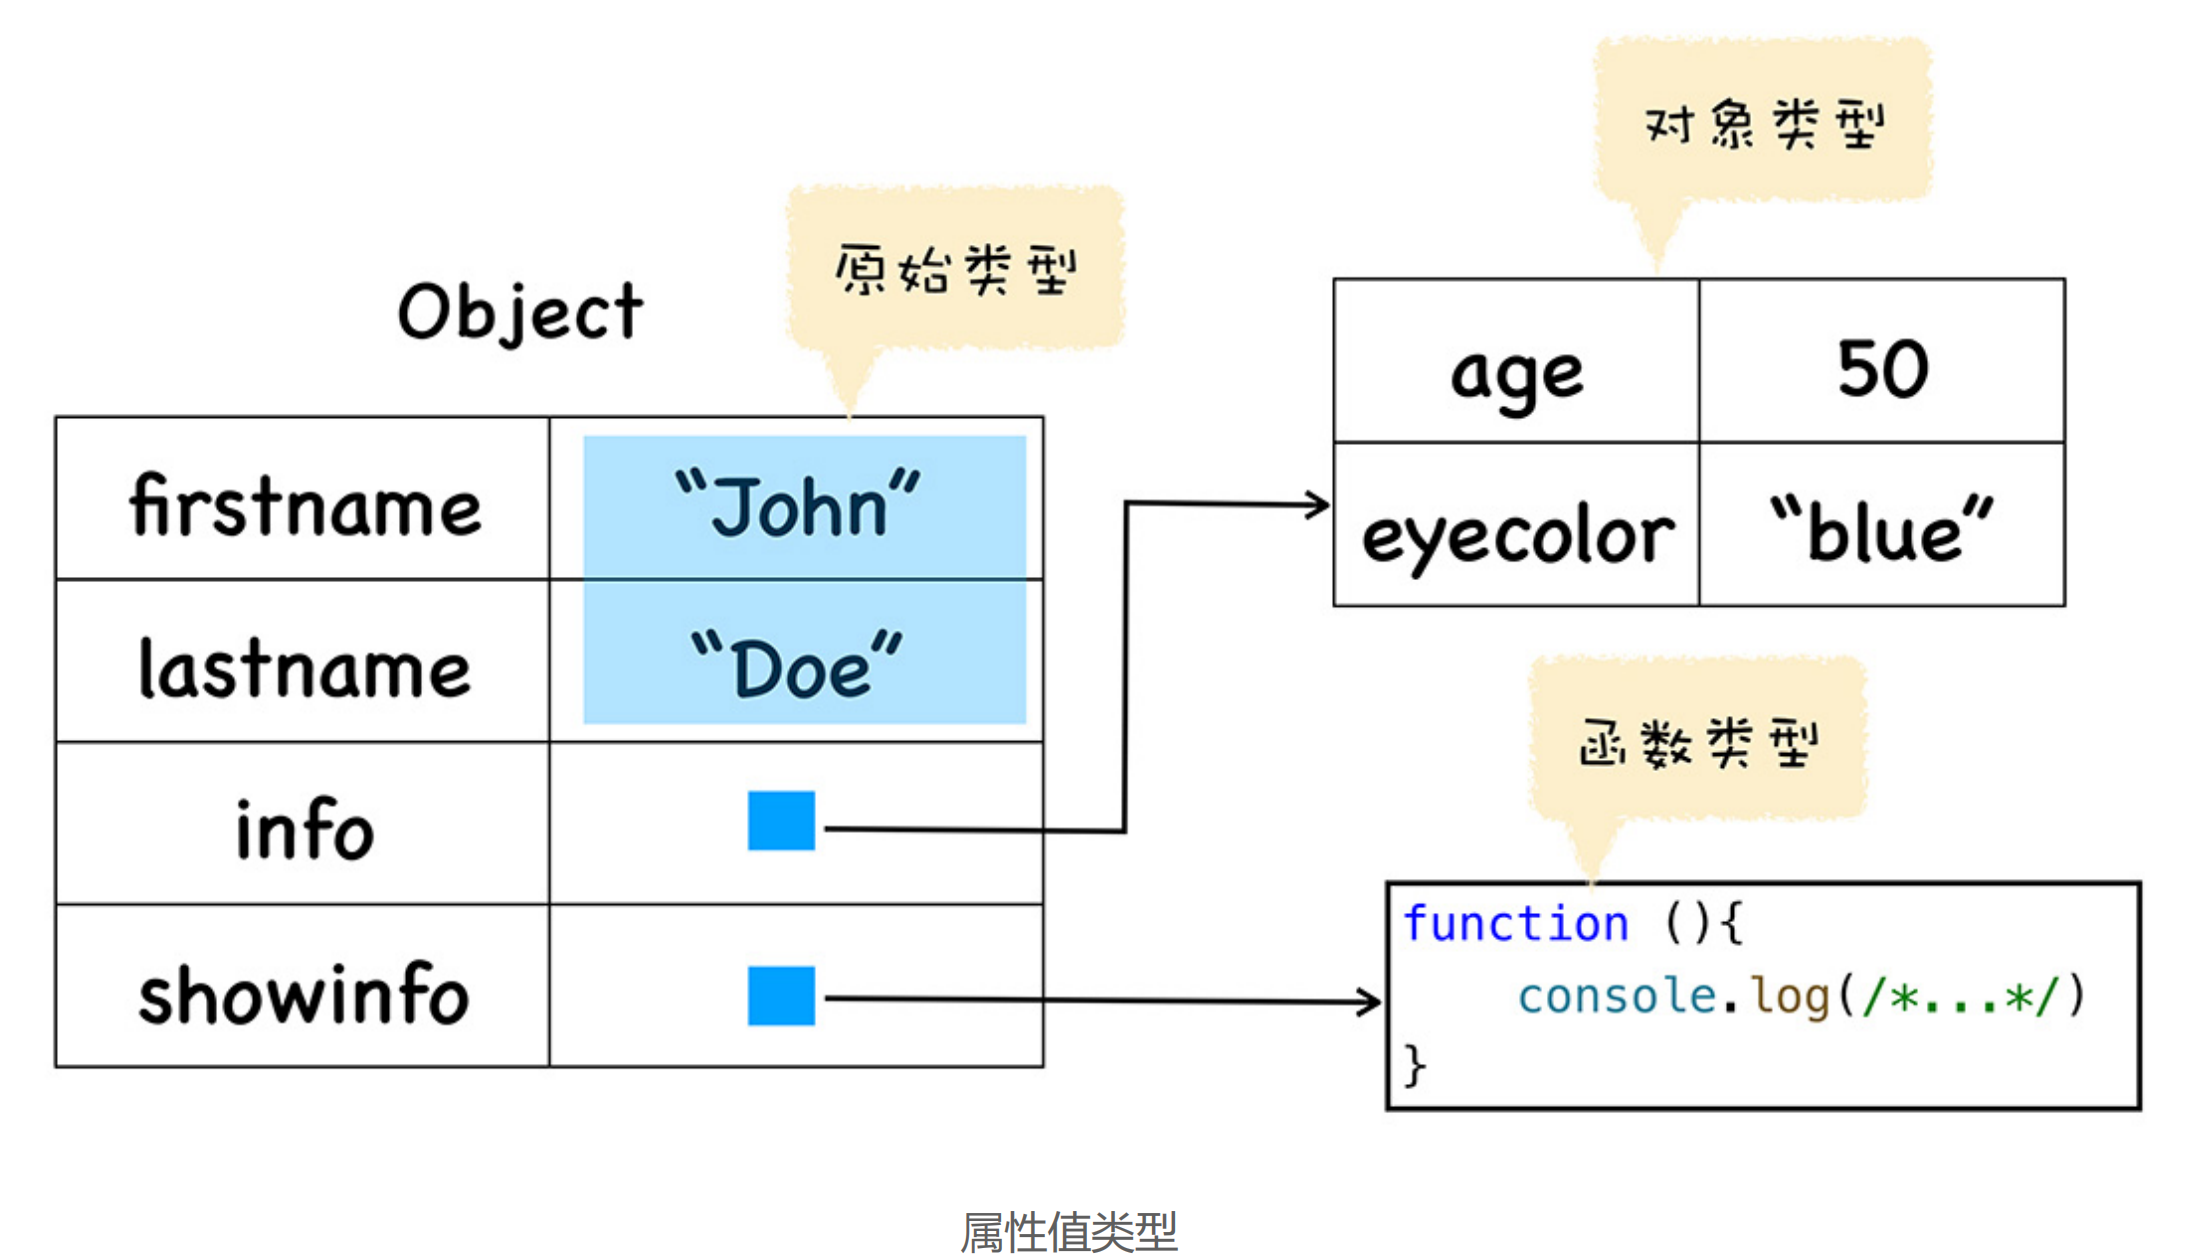 对象类型
原始类型
Object
age 50
eyecolor “blue”
firstname “John”
lastname “Doe”
info
showinfo
函数类型
function (){
console.log(/*...*/)
}
属性值类型